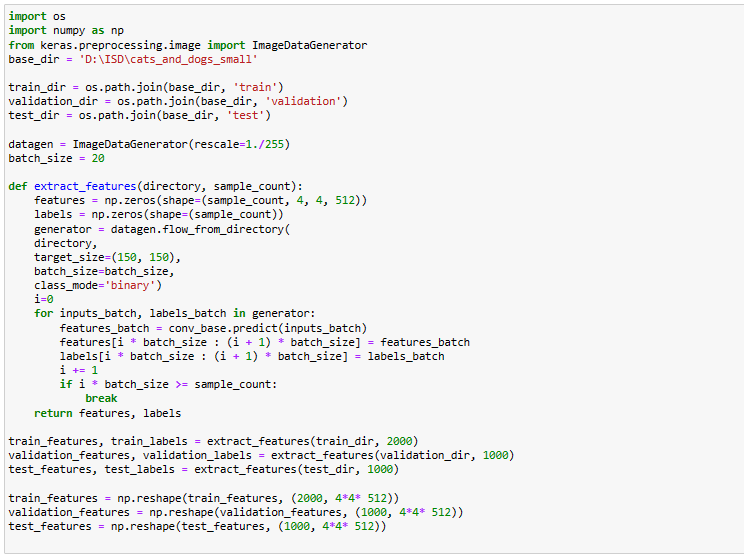 import os
import numpy as np
from keras.preprocessing.image import ImageDataGenerator
base_dir = 'D:\ISD\cats_and_dogs_small'

train_dir = os.path.join(base_dir, 'train')
validation_dir = os.path.join(base_dir, 'validation')
test_dir = os.path.join(base_dir, 'test')

datagen = ImageDataGenerator(rescale=1./255)
batch_size = 20

def extract_features(directory, sample_count):
    features = np.zeros(shape=(sample_count, 4, 4, 512))
    labels = np.zeros(shape=(sample_count))
    generator = datagen.flow_from_directory(
    directory,
    target_size=(150, 150),
    batch_size=batch_size,
    class_mode='binary')
    i=0
    for inputs_batch, labels_batch in generator:
        features_batch = conv_base.predict(inputs_batch)
        features[i * batch_size : (i + 1) * batch_size] = features_batch
        labels[i * batch_size : (i + 1) * batch_size] = labels_batch
        i += 1
        if i * batch_size >= sample_count:
            break
    return features, labels

train_features, train_labels = extract_features(train_dir, 2000)
validation_features, validation_labels = extract_features(validation_dir, 1000)
test_features, test_labels = extract_features(test_dir, 1000)

train_features = np.reshape(train_features, (2000, 4*4* 512))
validation_features = np.reshape(validation_features, (1000, 4*4* 512))
test_features = np.reshape(test_features, (1000, 4*4* 512))